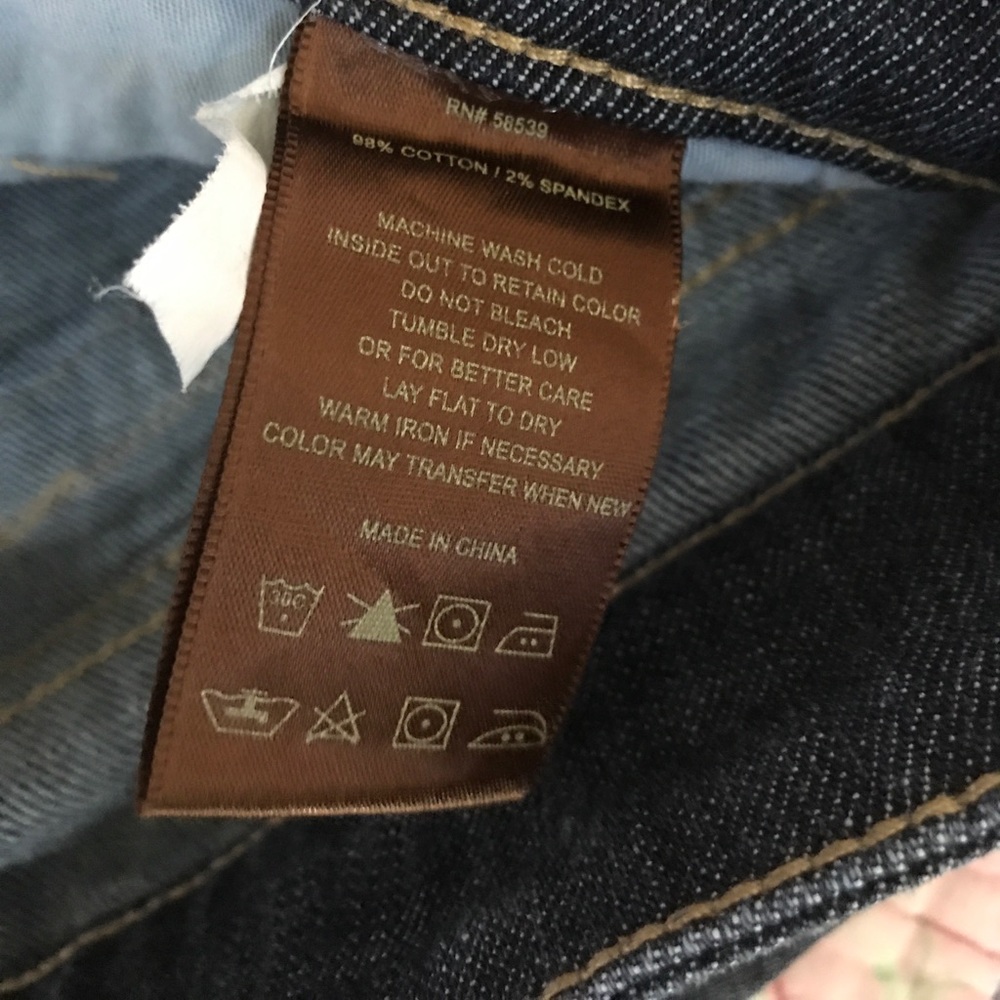 RN# 58539
98% COTTON / 2% SPANDEX
MACHINE WASH COLD
INSIDE OUT TO RETAIN COLOR
DO NOT BLEACH
TUMBLE DRY LOW
OR FOR BETTER CARE
LAY FLAT TO DRY
WARM IRON IF NECESSARY
COLOR MAY TRANSFER WHEN NEW
MADE IN CHINA
30C